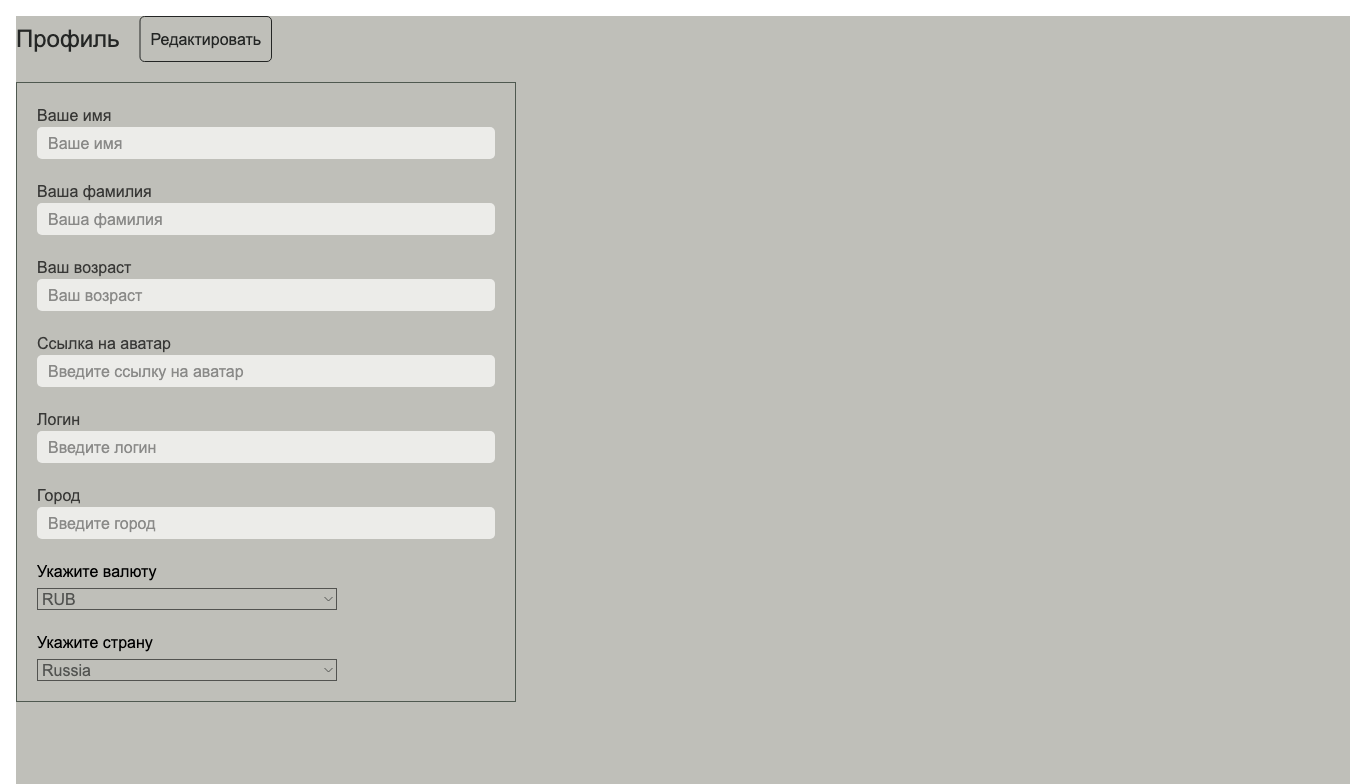 Профиль Редактировать
Ваше имя
Ваше имя
Ваша фамилия
Ваша фамилия
Ваш возраст
Ваш возраст
Ссылка на аватар
Введите ссылку на аватар
Логин
Введите логин
Город
Введите город
Укажите валюту
RUB
Укажите страну
Russia